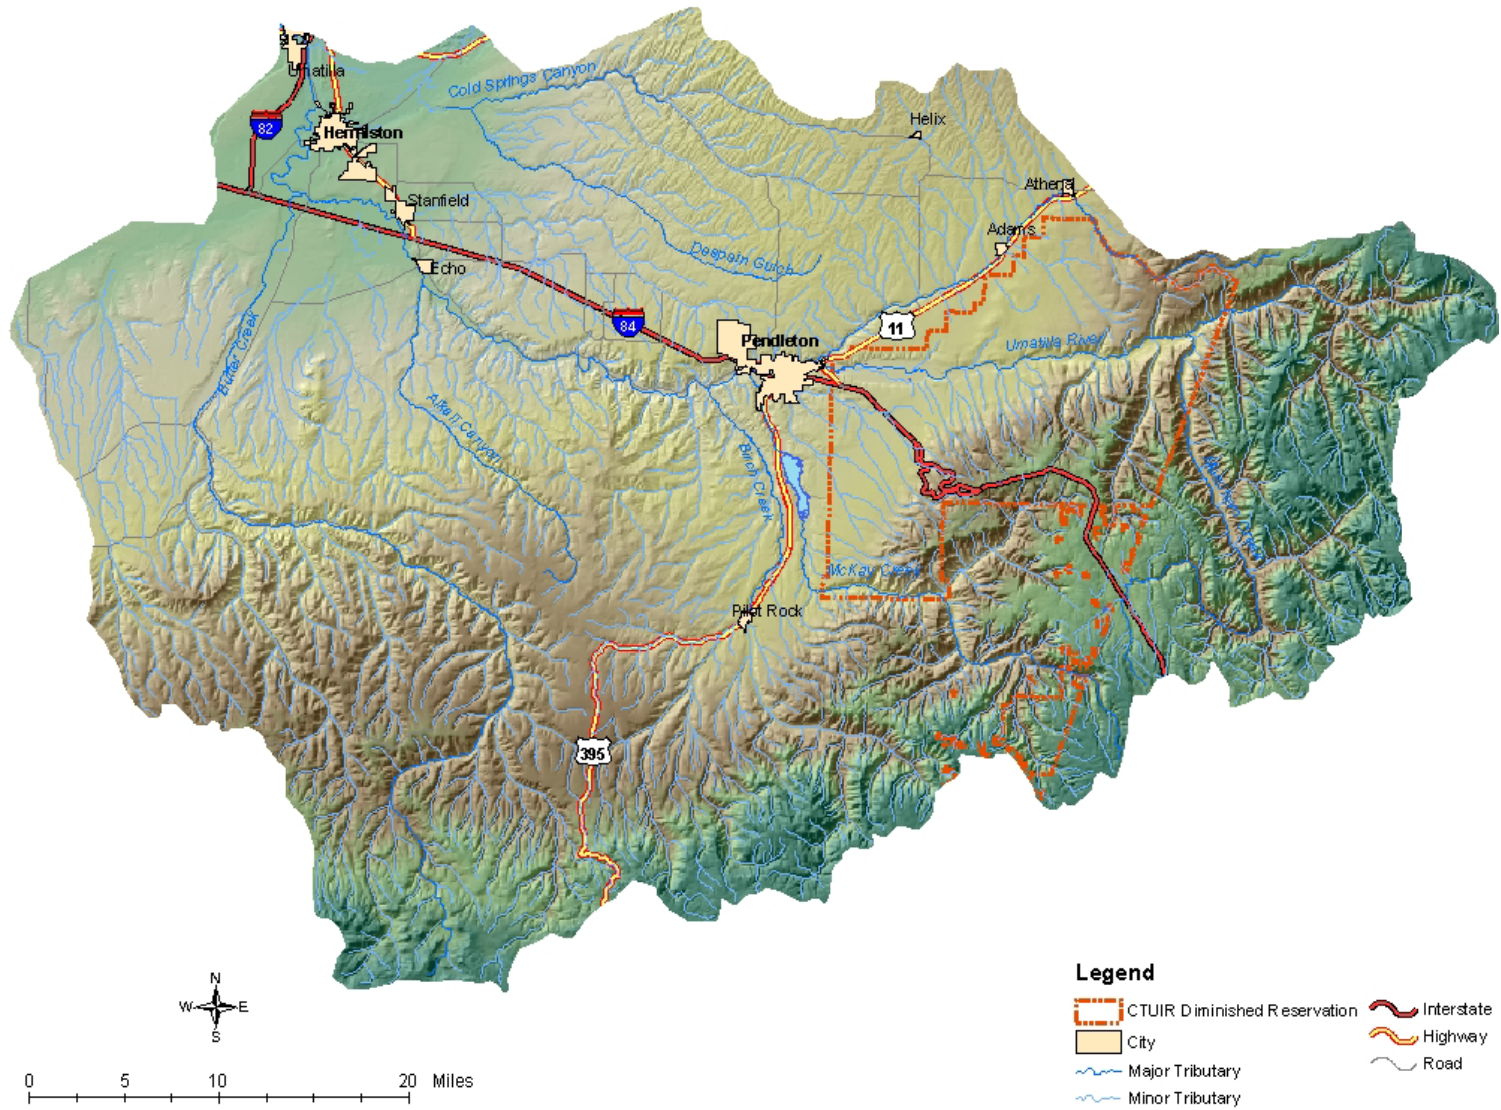 Umatilla
Cold Springs Canyon
82
Hermiston
Helix
Stanfield
Athena
Adams
Despain Gulch
Echo
84
11
Pendleton
Umatilla River
Butter Creek
Alkali Canyon
Birch Creek
McKay Creek
Pilot Rock
395
N
W
E
S
0 5 10 20 Miles
Legend
CTUIR Diminished Reservation
City
Major Tributary
Minor Tributary
Interstate
Highway
Road